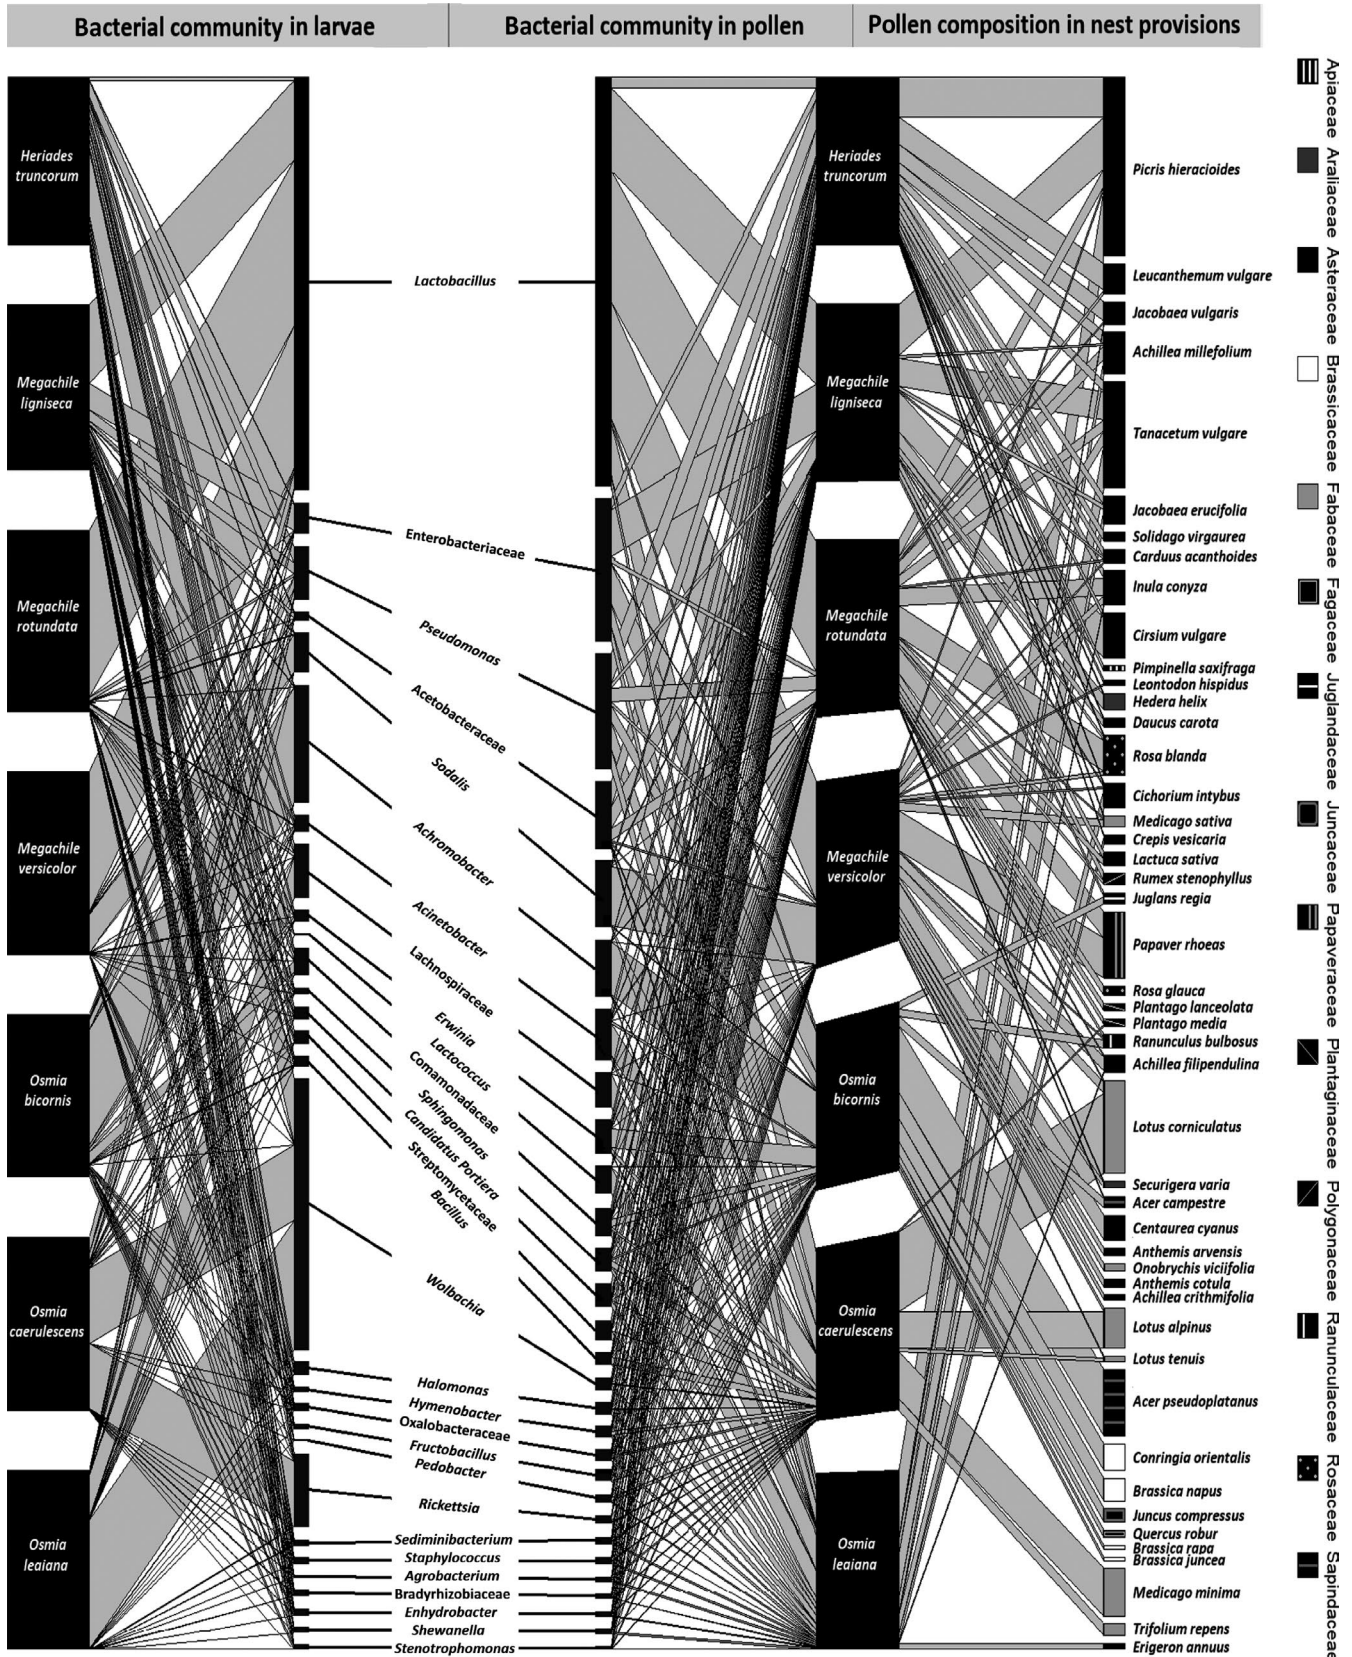 Bacterial community in larvae
Bacterial community in pollen
Pollen composition in nest provisions
Heriades
truncorum
Megachile
ligniseca
Megachile
rotundata
Megachile
versicolor
Osmia
bicornis
Osmia
caerulescens
Osmia
leaiana
Lactobacillus
Enterobacteriaceae
Pseudomonas
Acetobacteraceae
Sodalis
Achromobacter
Acinetobacter
Lachnospiraceae
Erwinia
Lactococcus
Comamonadaceae
Sphingomonas
Candidatus Portiera
Streptomycetaceae
Bacillus
Wolbachia
Halomonas
Hymenobacter
Oxalobacteraceae
Fructobacillus
Pedobacter
Rickettsia
Sediminibacterium
Staphylococcus
Agrobacterium
Bradyrhizobiaceae
Enhydrobacter
Shewanella
Stenotrophomonas
Heriades
truncorum
Megachile
ligniseca
Megachile
rotundata
Megachile
versicolor
Osmia
bicornis
Osmia
caerulescens
Osmia
leaiana
Picris hieracioides
Leucanthemum vulgare
Jacobaea vulgaris
Achillea millefolium
Tanacetum vulgare
Jacobaea erucifolia
Solidago virgaurea
Carduus acanthoides
Inula conyza
Cirsium vulgare
Pimpinella saxifraga
Leontodon hispidus
Hedera helix
Daucus carota
Rosa blanda
Cichorium intybus
Medicago sativa
Crepis vesicaria
Lactuca sativa
Rumex stenophyllus
Juglans regia
Papaver rhoeas
Rosa glauca
Plantago lanceolata
Plantago media
Ranunculus bulbosus
Achillea filipendulina
Lotus corniculatus
Securigera varia
Acer campestre
Centaurea cyanus
Anthemis arvensis
Onobrychis viciifolia
Anthemis cotula
Achillea crithmifolia
Lotus alpinus
Lotus tenuis
Acer pseudoplatanus
Conringia orientalis
Brassica napus
Juncus compressus
Quercus robur
Brassica rapa
Brassica juncea
Medicago minima
Trifolium repens
Erigeron annuus
Apiaceae
Araliaceae
Asteraceae
Brassicaceae
Fabaceae
Fagaceae
Juglandaceae
Juncaceae
Papaveraceae
Plantaginaceae
Polygonaceae
Ranunculaceae
Rosaceae
Sapindaceae